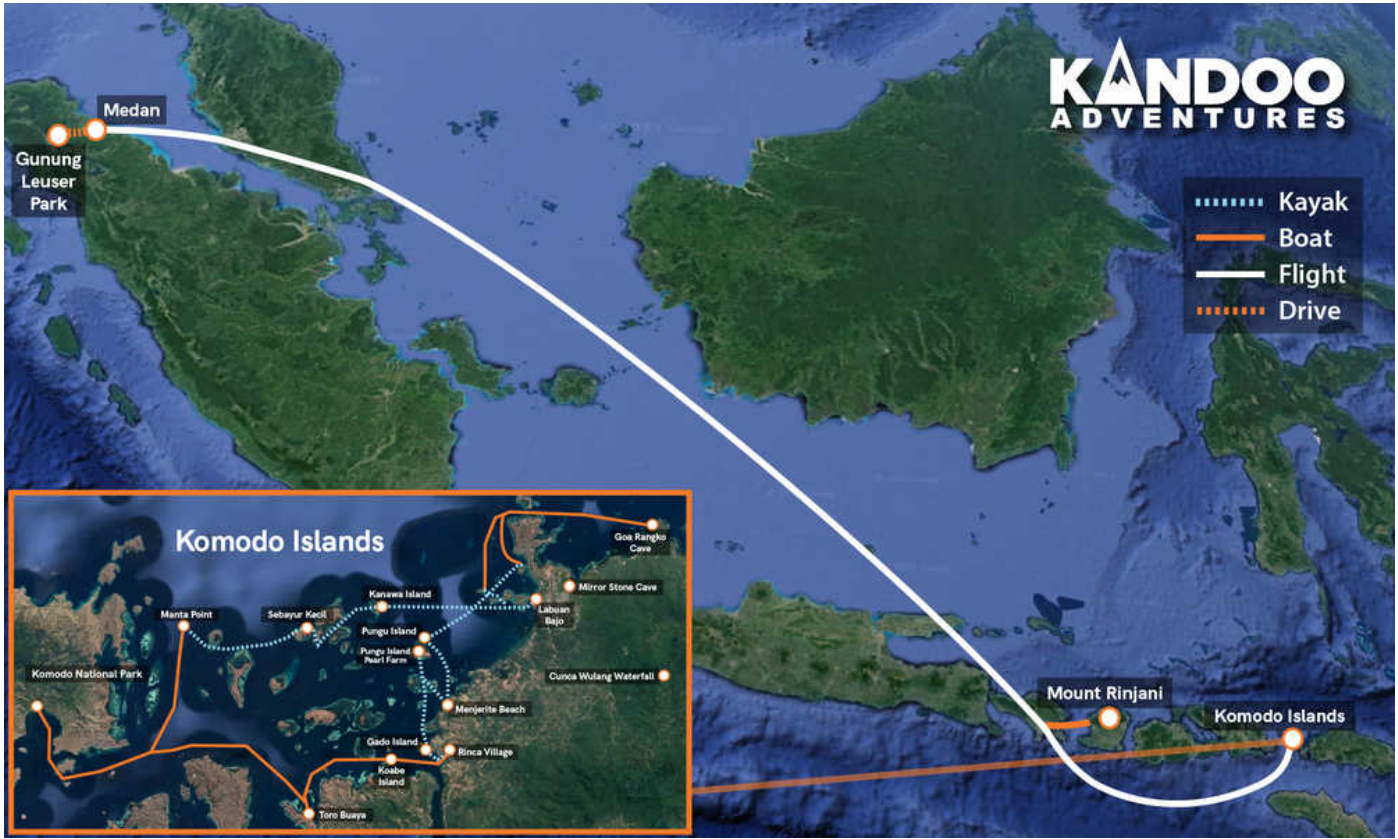 KANDOO
ADVENTURES
Medan
Gunung
Leuser
Park
Kayak
Boat
Flight
Drive
Komodo Islands
Goa Rangko
Cave
Mirror Stone Cave
Kanawa Island
Labuan
Bajo
Manta Point
Sebayur Kecil
Pungu Island
Pungu Island
Pearl Farm
Komodo National Park
Cunca Wulang Waterfall
Menjerite Beach
Gado Island
Rinca Village
Koabe
Island
Toro Buaya
Mount Rinjani
Komodo Islands